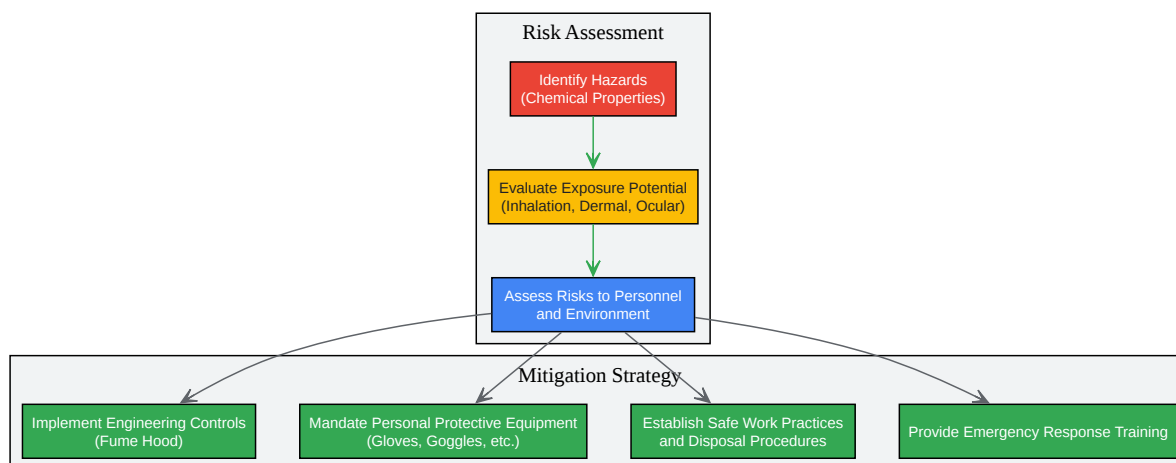 Risk Assessment
Identify Hazards
(Chemical Properties)
Evaluate Exposure Potential
(Inhalation, Dermal, Ocular)
Assess Risks to Personnel
and Environment
Mitigation Strategy
Implement Engineering Controls
(Fume Hood)
Mandate Personal Protective Equipment
(Gloves, Goggles, etc.)
Establish Safe Work Practices
and Disposal Procedures
Provide Emergency Response Training